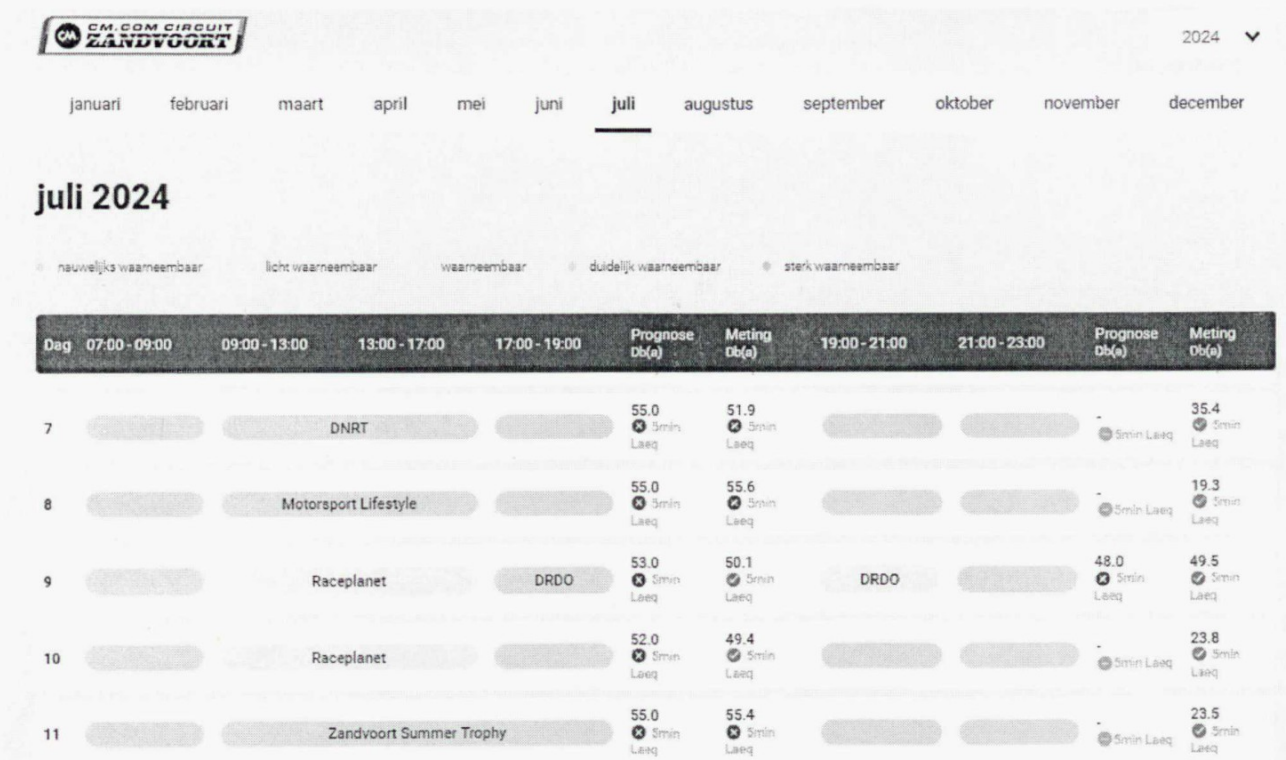 CM.COM CIRCUIT
ZANDVOORT
2024
januari februari maart april mei juni juli augustus september oktober november december
juli 2024
nauwelijks waarneembaar licht waarneembaar waarneembaar duidelijk waarneembaar sterk waarneembaar
Dag 07:00 - 09:00 09:00 - 13:00 13:00 - 17:00 17:00 - 19:00 Prognose Db(a) Meting Db(a) 19:00 - 21:00 21:00 - 23:00 Prognose Db(a) Meting Db(a)
7 DNRT 55.0 5min Laeq 51.9 5min Laeq - 5min Laeq 35.4 5min Laeq
8 Motorsport Lifestyle 55.0 5min Laeq 55.6 5min Laeq - 5min Laeq 19.3 5min Laeq
9 Raceplanet DRDO 53.0 5min Laeq 50.1 5min Laeq DRDO 48.0 5min Laeq 49.5 5min Laeq
10 Raceplanet 52.0 5min Laeq 49.4 5min Laeq - 5min Laeq 23.8 5min Laeq
11 Zandvoort Summer Trophy 55.0 5min Laeq 55.4 5min Laeq - 5min Laeq 23.5 5min Laeq